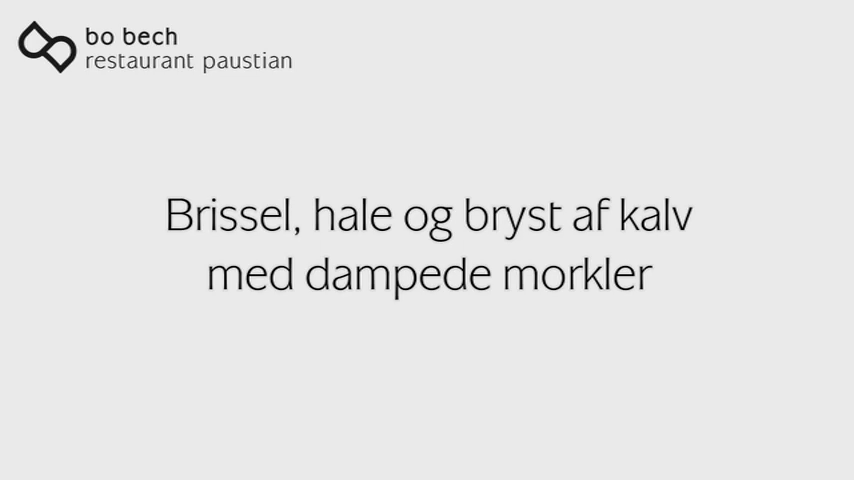 bo bech
restaurant paustian
Brissel, hale og bryst af kalv
med dampede morkler